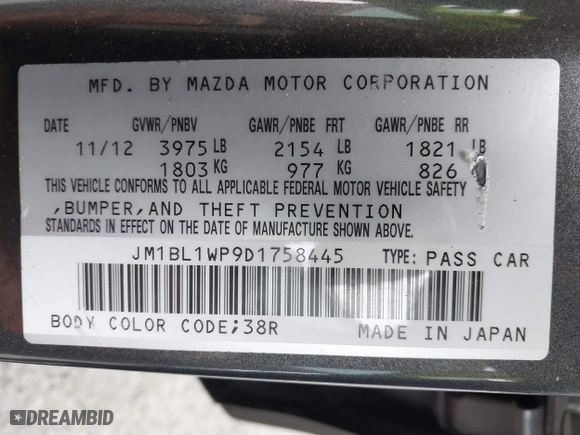 MFD. BY MAZDA MOTOR CORPORATION
DATE GVWR/PNBV GAWR/PNBE FRT GAWR/PNBE RR
11/12 3975 LB 2154 LB 1821 LB
1803 KG 977 KG 826
THIS VEHICLE CONFORMS TO ALL APPLICABLE FEDERAL MOTOR VEHICLE SAFETY
,BUMPER,AND THEFT PREVENTION
STANDARDS IN EFFECT ON THE DATE OF MANUFACTURE SHOWN ABOVE.
JM1BL1WP9D1758445 TYPE: PASS CAR
BODY COLOR CODE;38R MADE IN JAPAN
DREAMBID